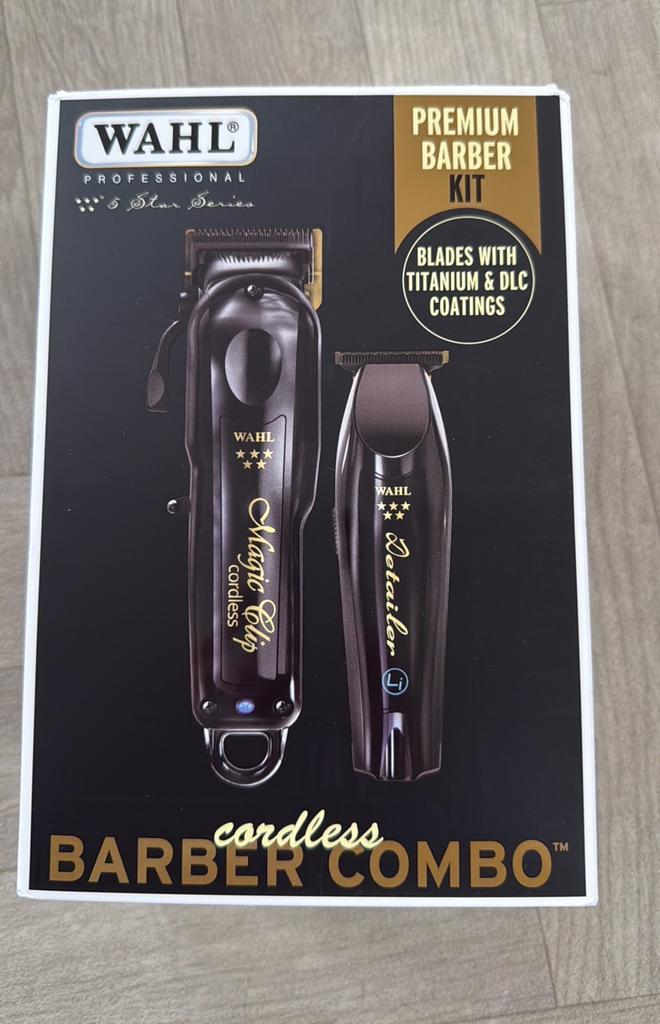 WAHL®
PROFESSIONAL
5 Star Series
PREMIUM
BARBER
KIT
BLADES WITH
TITANIUM & DLC
COATINGS
WAHL
Magic Clip
cordless
WAHL
Detailer
Li
cordless
BARBER COMBO™